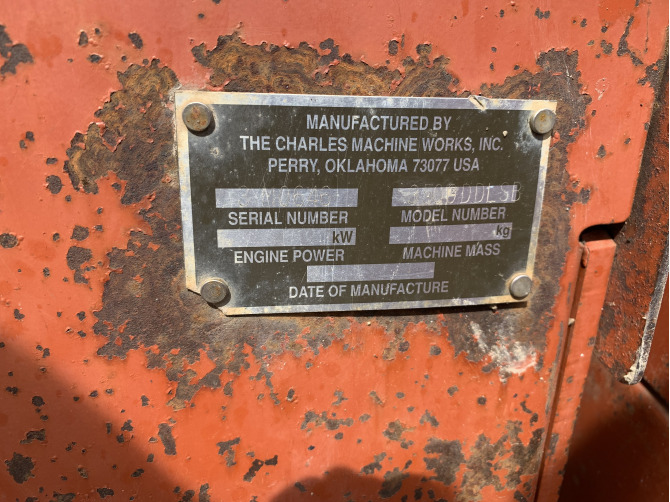 MANUFACTURED BY
THE CHARLES MACHINE WORKS, INC.
PERRY, OKLAHOMA 73077 USA
SERIAL NUMBER MODEL NUMBER
kW kg
ENGINE POWER MACHINE MASS
DATE OF MANUFACTURE